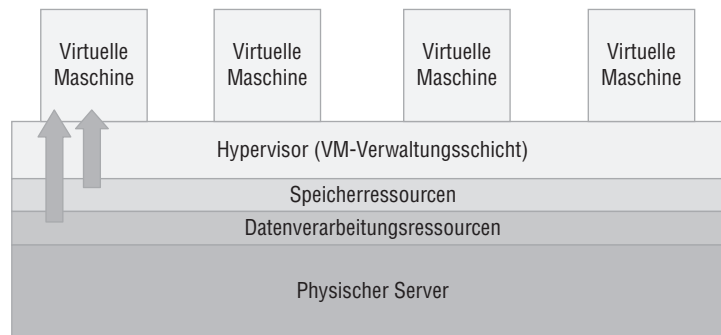 Virtuelle
Maschine
Virtuelle
Maschine
Virtuelle
Maschine
Virtuelle
Maschine
Hypervisor (VM-Verwaltungsschicht)
Speicherressourcen
Datenverarbeitungsressourcen
Physischer Server